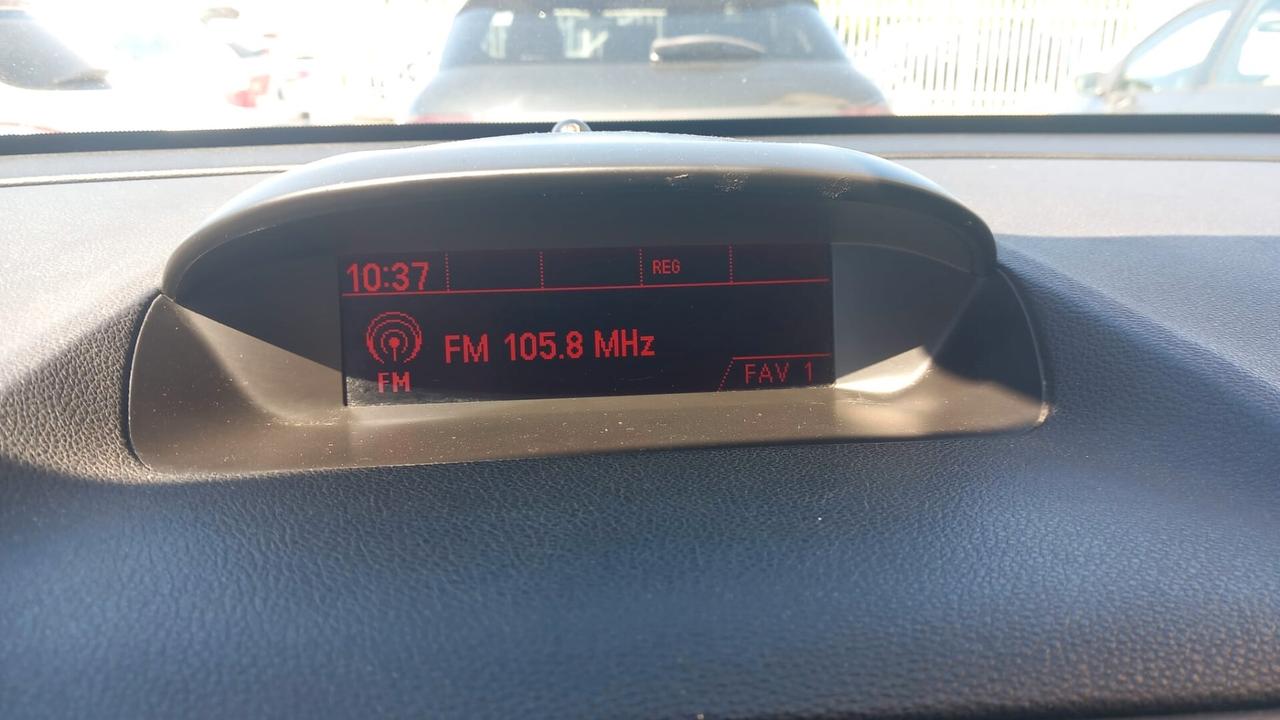 10:37 REG
FM 105.8 MHz
FM
FAV 1